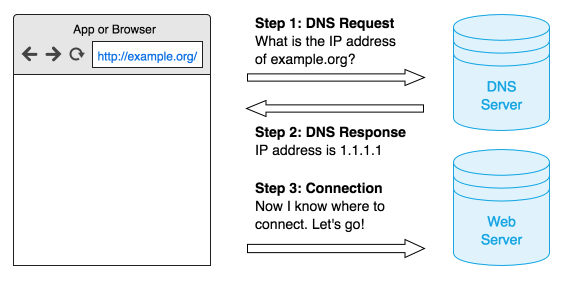 App or Browser
http://example.org/
Step 1: DNS Request
What is the IP address
of example.org?
DNS
Server
Step 2: DNS Response
IP address is 1.1.1.1
Step 3: Connection
Now I know where to
connect. Let's go!
Web
Server